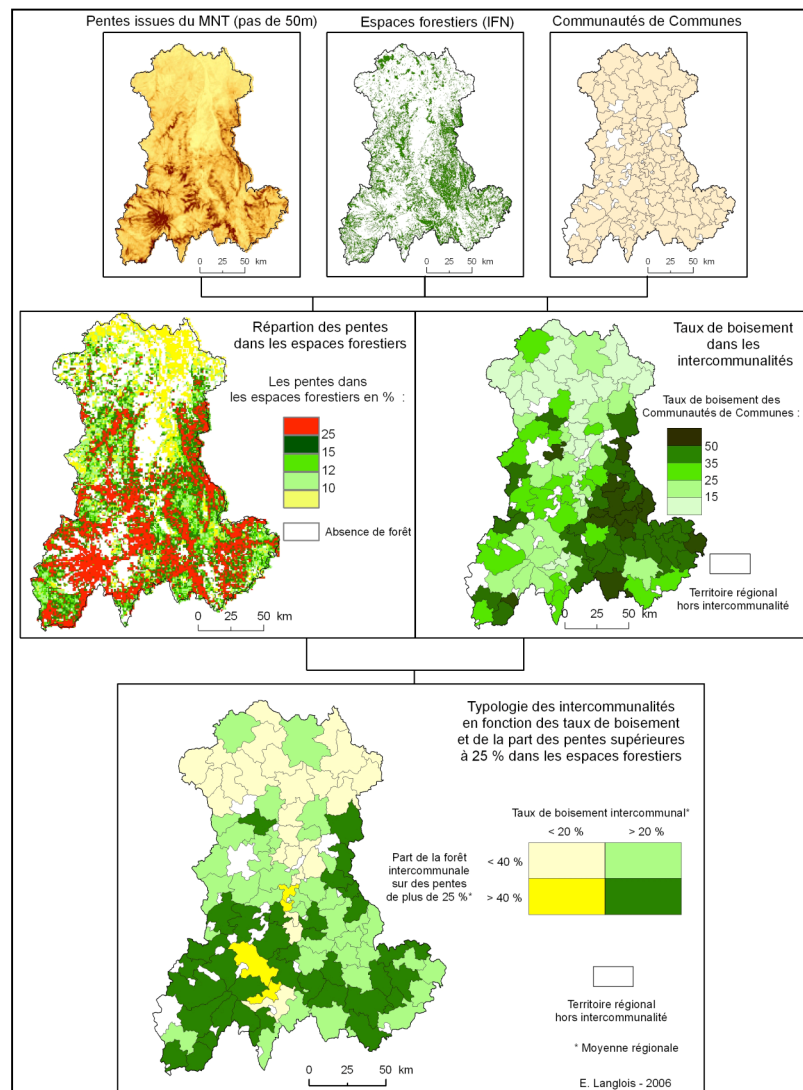 Pentes issues du MNT (pas de 50m)
Espaces forestiers (IFN)
Communautés de Communes
0 25 50 km
0 25 50 km
0 25 50 km
Répartion des pentes
dans les espaces forestiers
Les pentes dans
les espaces forestiers en % :
25
15
12
10
Absence de forêt
0 25 50
km
Taux de boisement
dans les
intercommunalités
Taux de boisement des
Communautés de Communes :
50
35
25
15
Territoire régional
hors intercommunalité
0 25 50
km
Typologie des intercommunalités
en fonction des taux de boisement
et de la part des pentes supérieures
à 25 % dans les espaces forestiers
Taux de boisement intercommunal*
< 20 % > 20 %
Part de la forêt
intercommunale
sur des pentes
de plus de 25 %*
< 40 %
> 40 %
Territoire régional
hors intercommunalité
* Moyenne régionale
0 25 50
km
E. Langlois - 2006